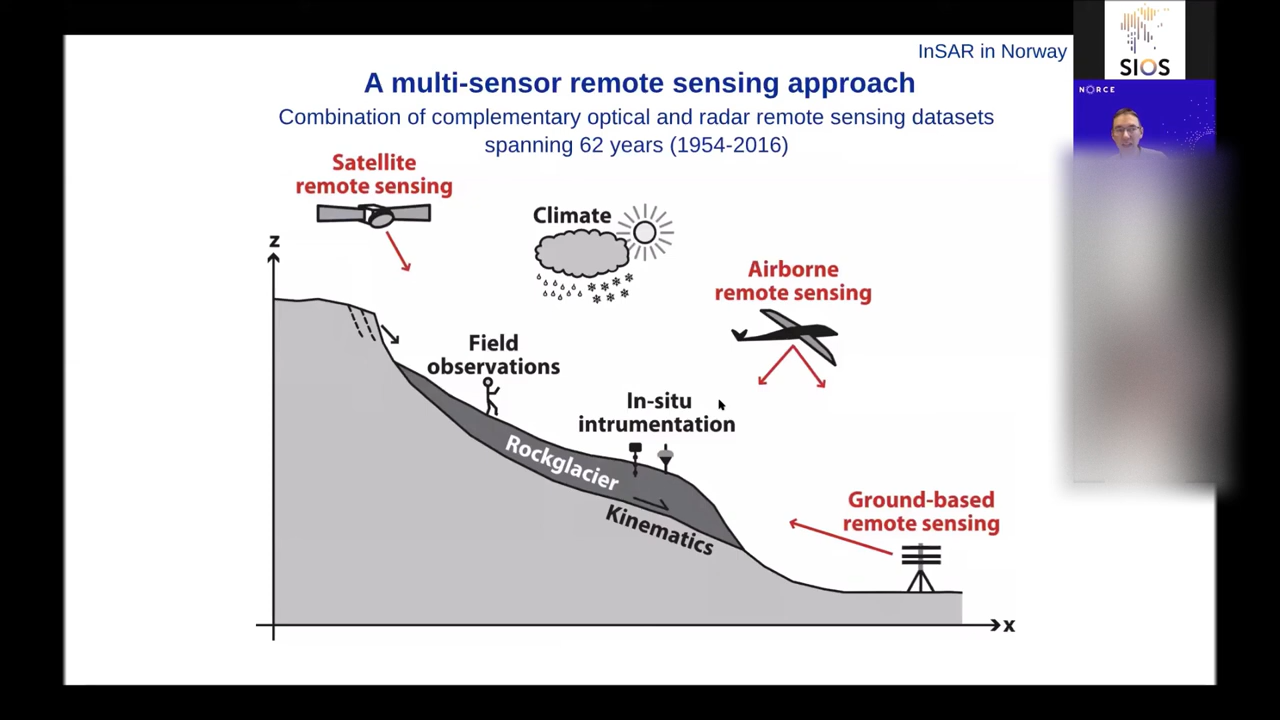 InSAR in Norway
A multi-sensor remote sensing approach
Combination of complementary optical and radar remote sensing datasets
spanning 62 years (1954-2016)
SIOS
NORCE
Satellite
remote sensing
Climate
z
Airborne
remote sensing
Field
observations
In-situ
intrumentation
Rockglacier
Kinematics
Ground-based
remote sensing
x